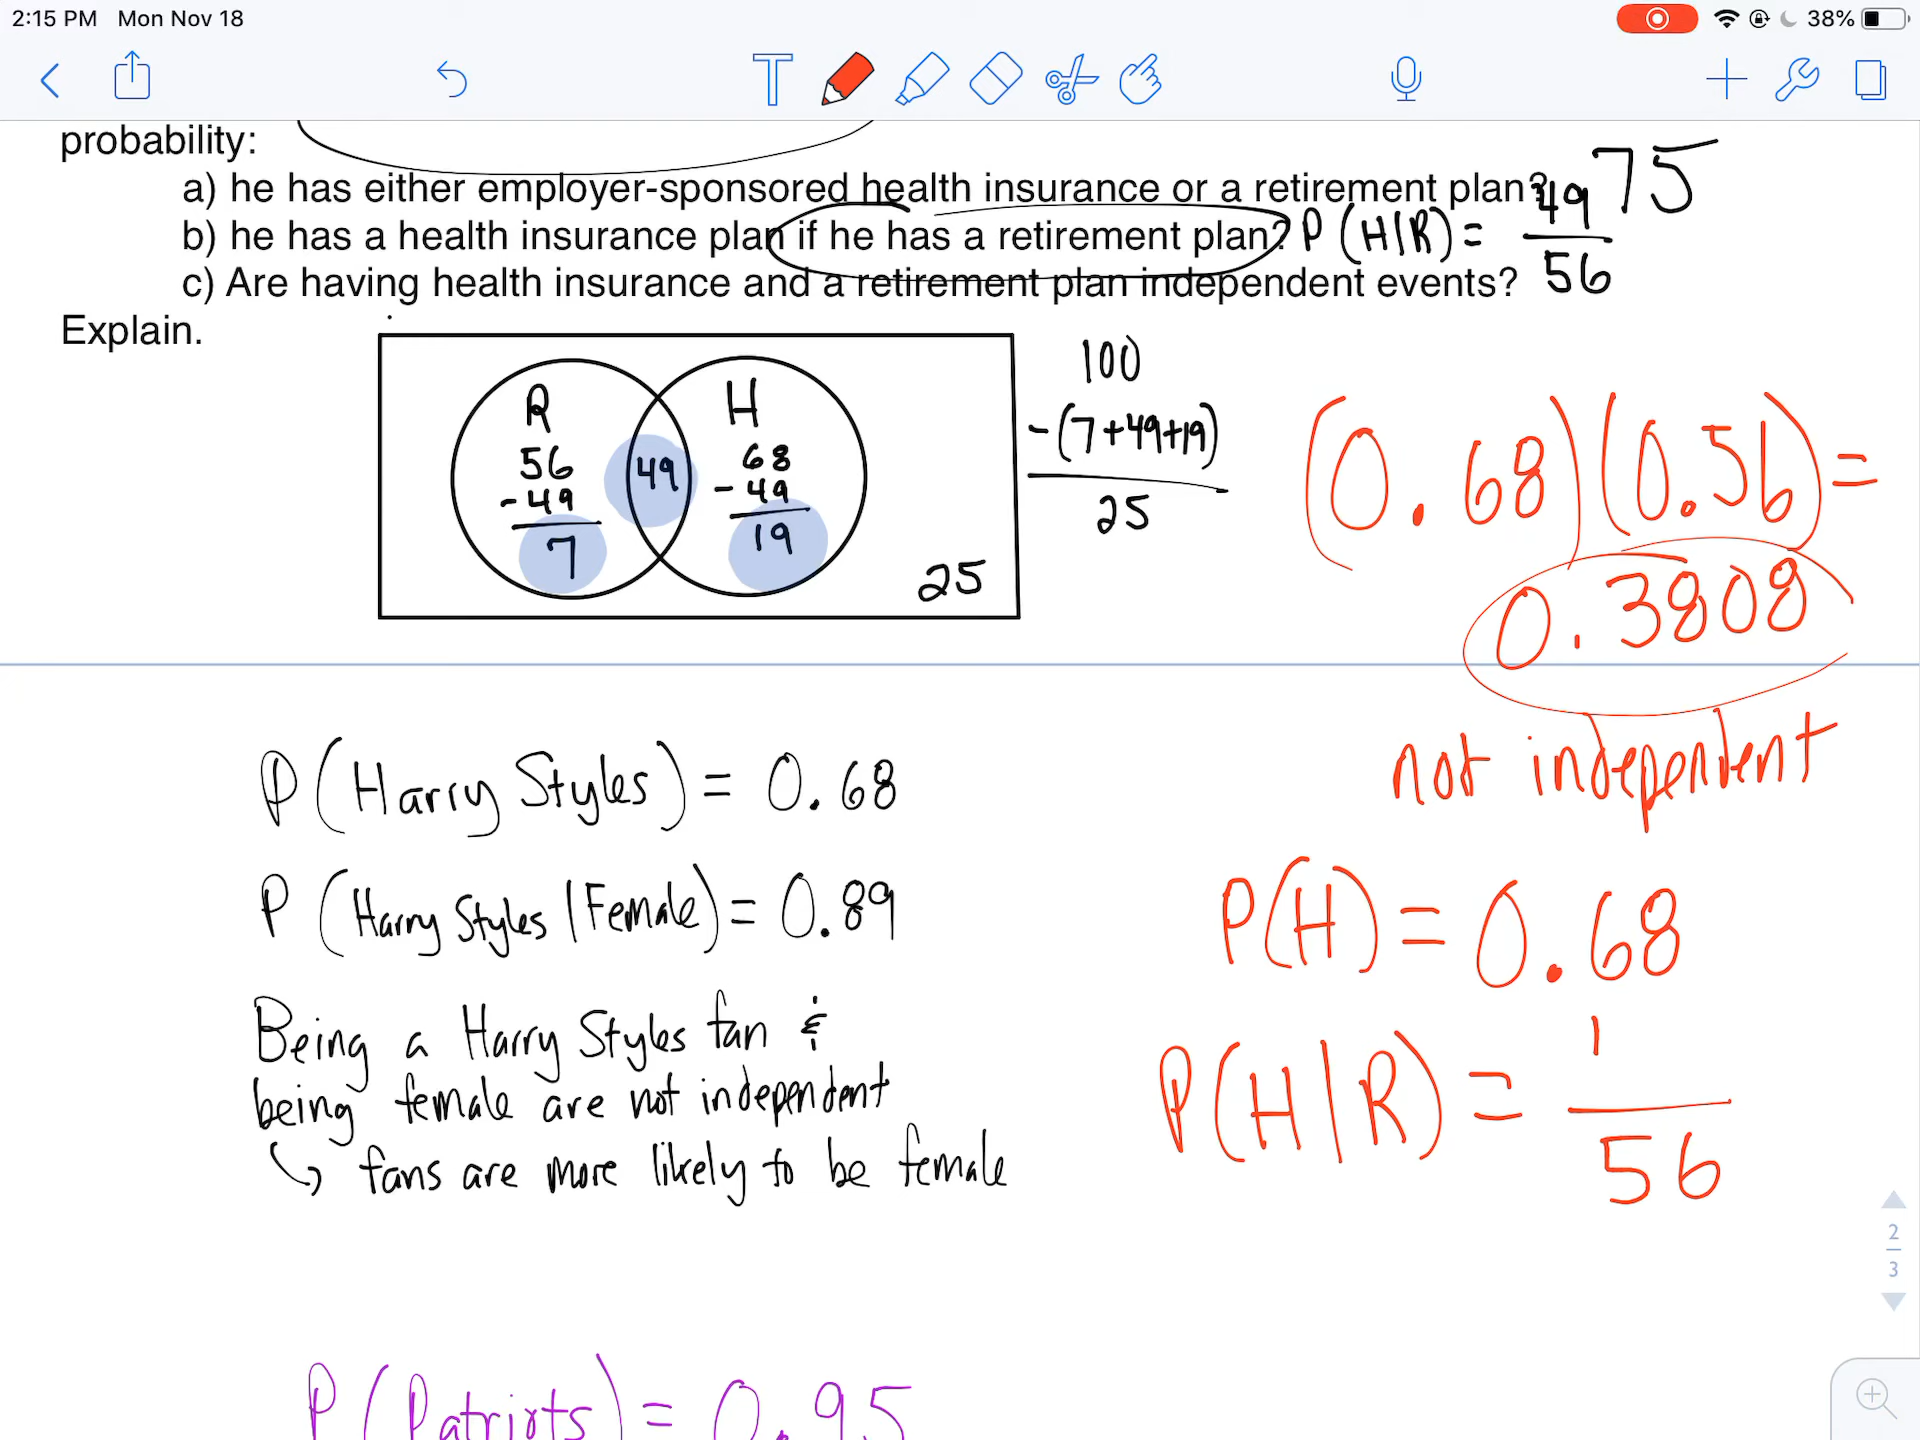 2:15 PM Mon Nov 18
38%
T
probability:
a) he has either employer-sponsored health insurance or a retirement plan? 75
b) he has a health insurance plan if he has a retirement plan? P(H|R) = 49/56
c) Are having health insurance and a retirement plan independent events?
Explain.
R
56
-49
7
49
H
68
-49
19
25
100
-(7+49+19)
25
(0.68)(0.56)=
0.3808
not independent
P(Harry Styles) = 0.68
P(Harry Styles | Female) = 0.89
Being a Harry Styles fan &
being female are not independent
↳ fans are more likely to be female
P(H) = 0.68
P(H|R) = /56
2
3
P(Patriots) = 0.95